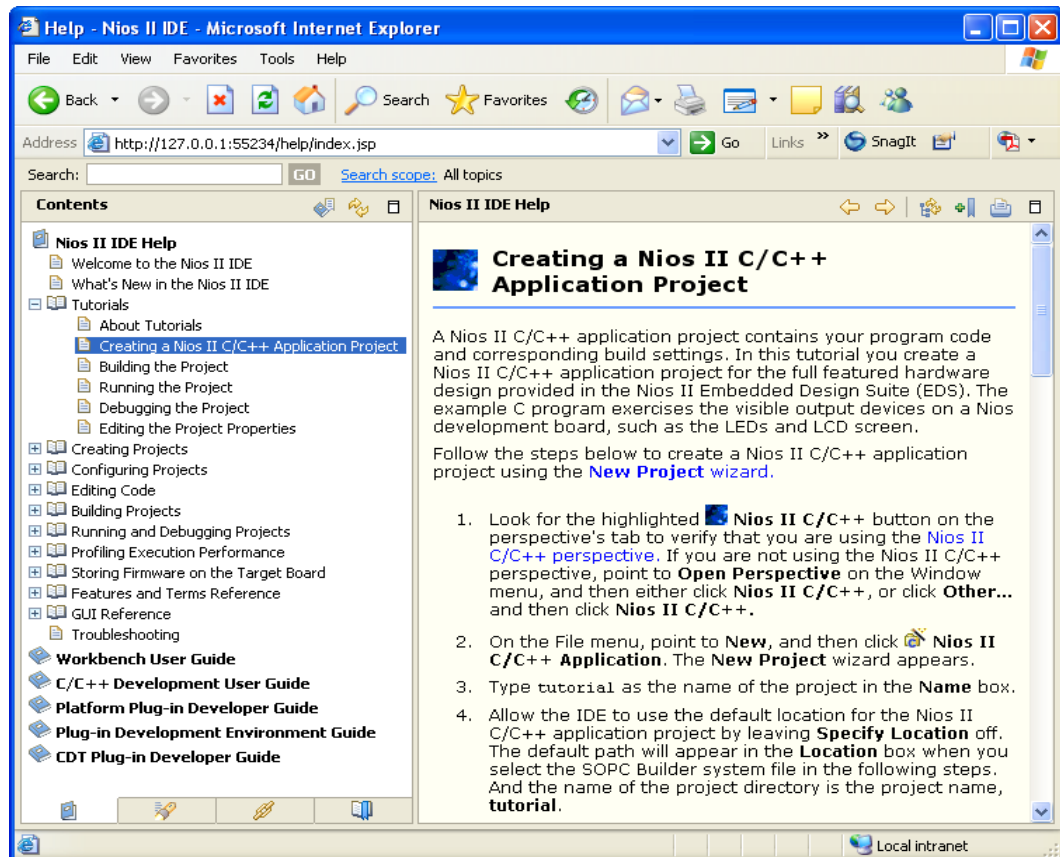 Help - Nios II IDE - Microsoft Internet Explorer
File Edit View Favorites Tools Help
Back Search Favorites
Address http://127.0.0.1:55234/help/index.jsp Go Links » SnagIt
Search: GO Search scope: All topics
Contents
Nios II IDE Help
Welcome to the Nios II IDE
What's New in the Nios II IDE
Tutorials
About Tutorials
Creating a Nios II C/C++ Application Project
Building the Project
Running the Project
Debugging the Project
Editing the Project Properties
Creating Projects
Configuring Projects
Editing Code
Building Projects
Running and Debugging Projects
Profiling Execution Performance
Storing Firmware on the Target Board
Features and Terms Reference
GUI Reference
Troubleshooting
Workbench User Guide
C/C++ Development User Guide
Platform Plug-in Developer Guide
Plug-in Development Environment Guide
CDT Plug-in Developer Guide
Nios II IDE Help
Creating a Nios II C/C++
Application Project
A Nios II C/C++ application project contains your program code
and corresponding build settings. In this tutorial you create a
Nios II C/C++ application project for the full featured hardware
design provided in the Nios II Embedded Design Suite (EDS). The
example C program exercises the visible output devices on a Nios
development board, such as the LEDs and LCD screen.
Follow the steps below to create a Nios II C/C++ application
project using the New Project wizard.
1. Look for the highlighted Nios II C/C++ button on the
perspective's tab to verify that you are using the Nios II
C/C++ perspective. If you are not using the Nios II C/C++
perspective, point to Open Perspective on the Window
menu, and then either click Nios II C/C++, or click Other...
and then click Nios II C/C++.
2. On the File menu, point to New, and then click Nios II
C/C++ Application. The New Project wizard appears.
3. Type tutorial as the name of the project in the Name box.
4. Allow the IDE to use the default location for the Nios II
C/C++ application project by leaving Specify Location off.
The default path will appear in the Location box when you
select the SOPC Builder system file in the following steps.
And the name of the project directory is the project name,
tutorial.
Local intranet